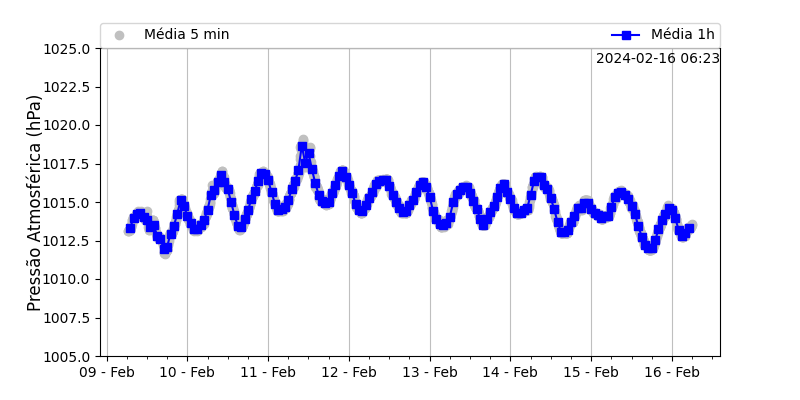 Média 5 min
Média 1h
2024-02-16 06:23
Pressão Atmosférica (hPa)
1025.0
1022.5
1020.0
1017.5
1015.0
1012.5
1010.0
1007.5
1005.0
09 - Feb
10 - Feb
11 - Feb
12 - Feb
13 - Feb
14 - Feb
15 - Feb
16 - Feb